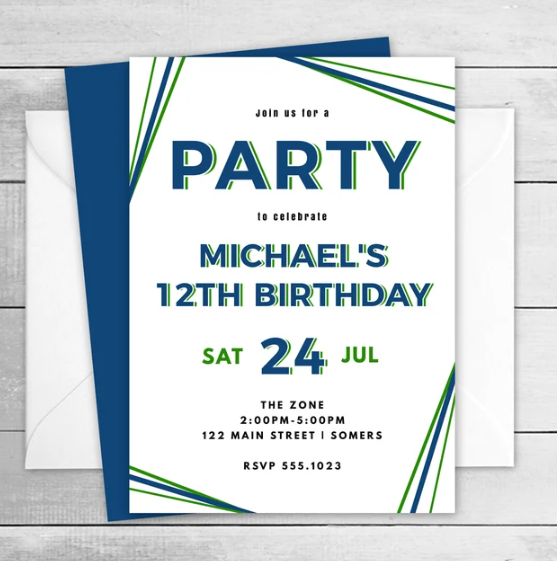 Join us for a
PARTY
to celebrate
MICHAEL'S
12TH BIRTHDAY
SAT 24 JUL
THE ZONE
2:00PM-5:00PM
122 MAIN STREET | SOMERS
RSVP 555.1023